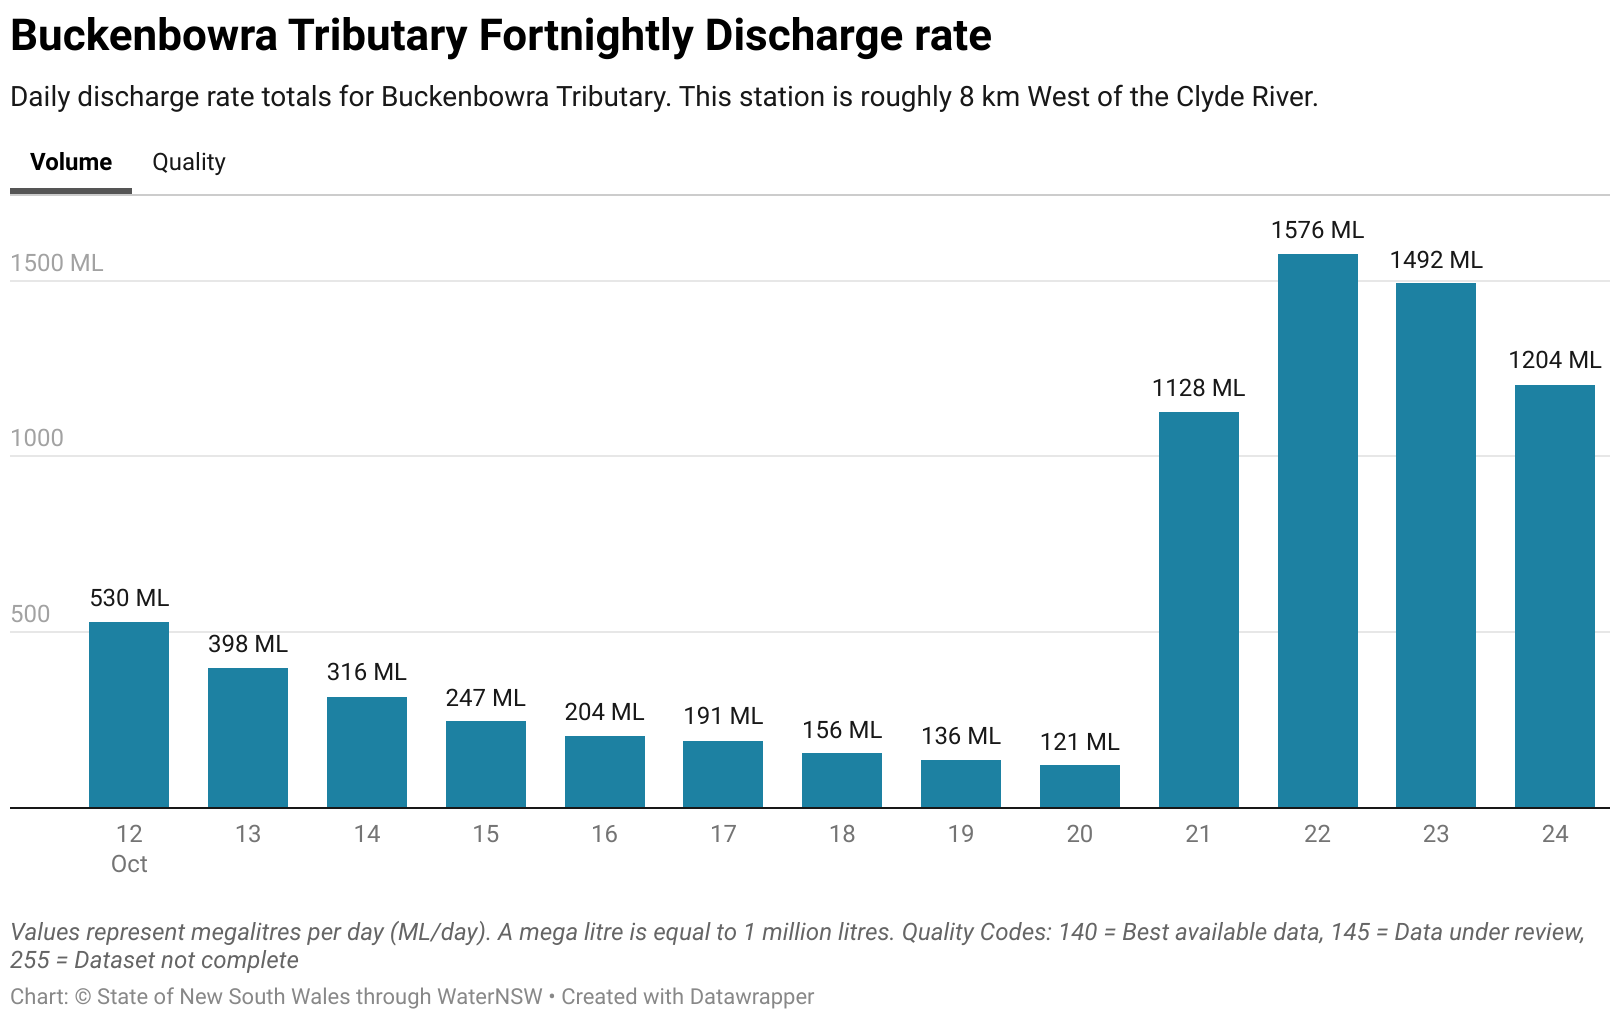 Buckenbowra Tributary Fortnightly Discharge rate
Daily discharge rate totals for Buckenbowra Tributary. This station is roughly 8 km West of the Clyde River.
Volume Quality
1576 ML
1500 ML
1492 ML
1204 ML
1128 ML
1000
530 ML
500
398 ML
316 ML
247 ML
204 ML
191 ML
156 ML
136 ML
121 ML
12 13 14 15 16 17 18 19 20 21 22 23 24
Oct
Values represent megalitres per day (ML/day). A mega litre is equal to 1 million litres. Quality Codes: 140 = Best available data, 145 = Data under review,
255 = Dataset not complete
Chart: © State of New South Wales through WaterNSW • Created with Datawrapper